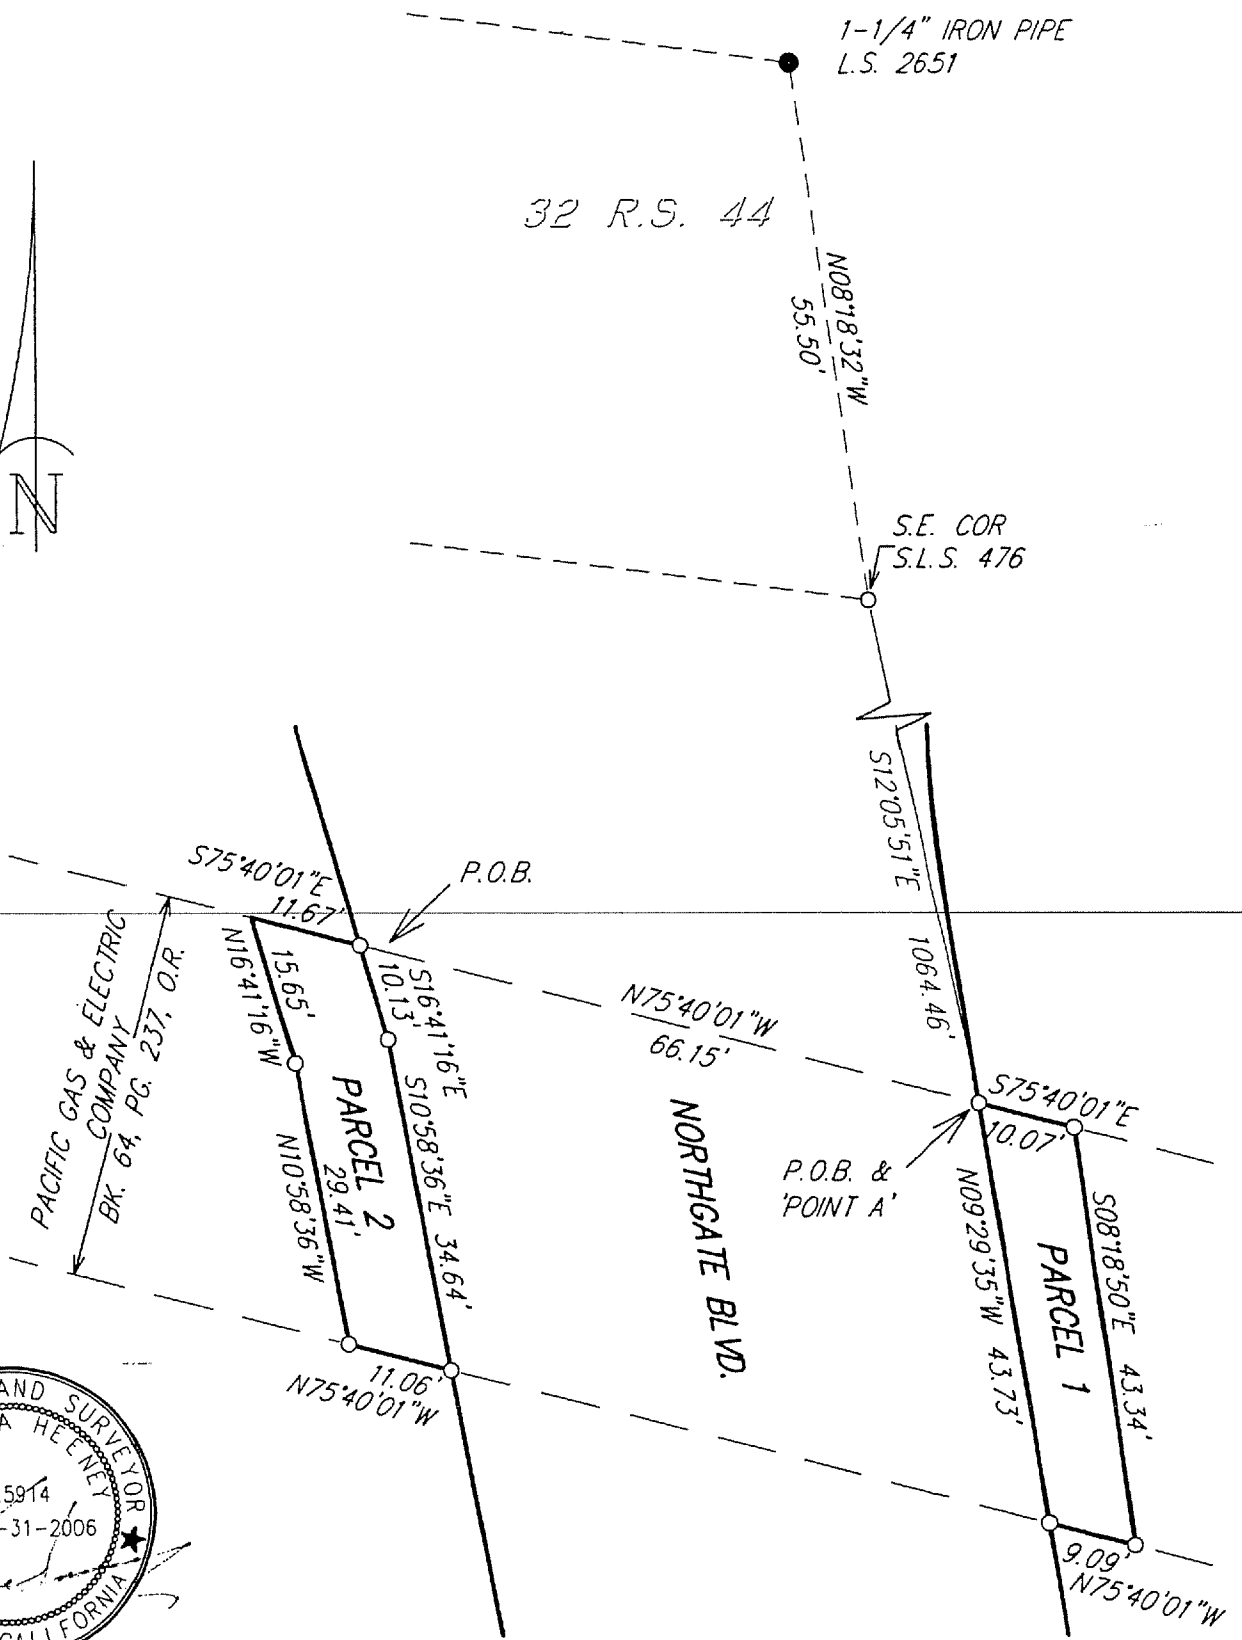 1-1/4" IRON PIPE
L.S. 2651
32 R.S. 44
N08°18'32"W
55.50'
N
S.E. COR
S.L.S. 476
S12°05'51"E 1064.46'
S75°40'01"E
11.67'
P.O.B.
PACIFIC GAS & ELECTRIC
COMPANY
BK. 64, PG. 237, O.R.
15.65'
N16°41'16"W
S16°41'16"E
10.13'
N75°40'01"W
66.15'
S75°40'01"E
10.07'
P.O.B. &
'POINT A'
PARCEL 2
29.41'
N10°58'36"W
S10°58'36"E 34.64'
NORTHGATE BLVD.
N09°29'35"W 43.73'
PARCEL 1
S08°18'50"E 43.34'
11.06'
N75°40'01"W
9.09'
N75°40'01"W
AND SURVEYOR
A HEENEY
5914
-31-2006
CALIFORNIA